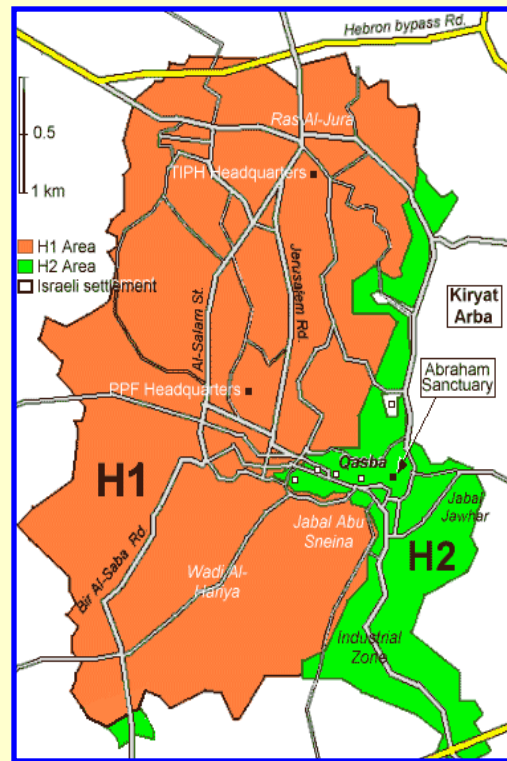 Hebron bypass Rd.
Ras Al-Jura
0.5
TIPH Headquarters
1 km
H1 Area
H2 Area
Israeli settlement
Jerusalem Rd.
Al-Salam St.
Kiryat
Arba
Abraham
Sanctuary
PPF Headquarters
Qasba
H1
Jabal
Jawhar
Jabal Abu
Sneina
H2
Bir Al-Saba Rd.
Wadi Al-
Hariya
Industrial
Zone